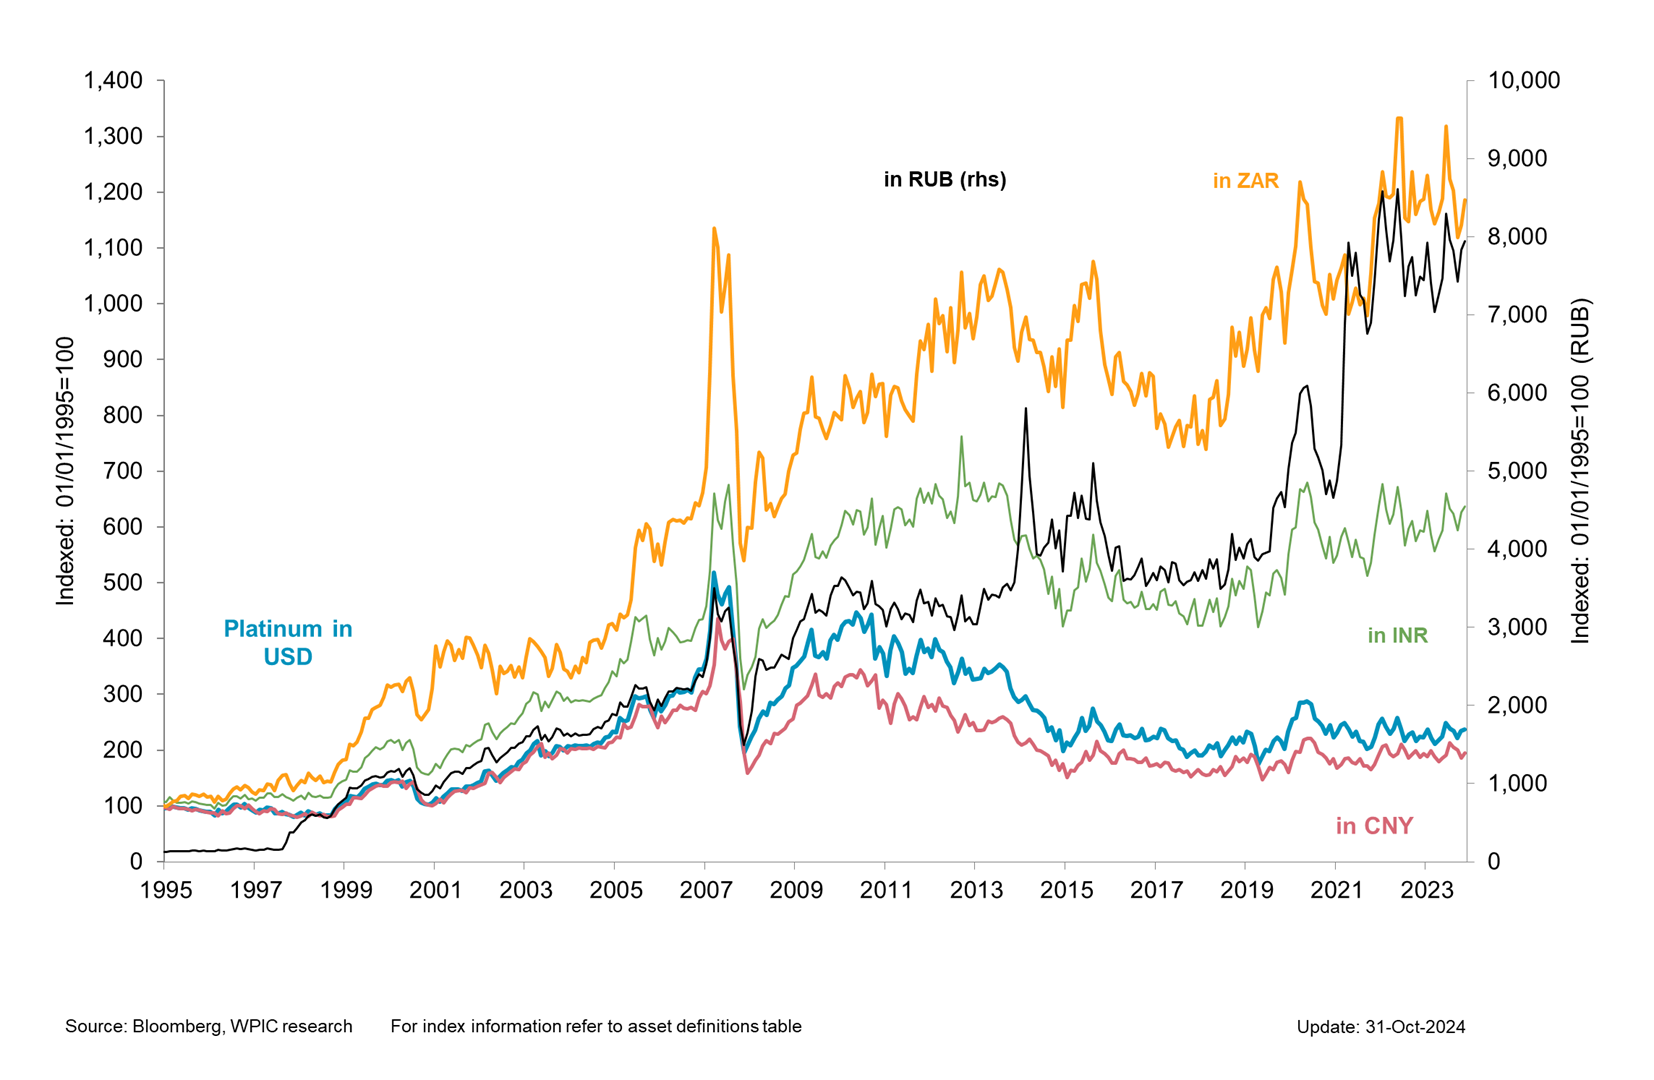 1,400
1,300
1,200
1,100
1,000
900
800
700
600
500
400
300
200
100
0
Indexed: 01/01/1995=100
10,000
9,000
8,000
7,000
6,000
5,000
4,000
3,000
2,000
1,000
0
Indexed: 01/01/1995=100 (RUB)
in RUB (rhs)
in ZAR
Platinum in
USD
in INR
in CNY
1995 1997 1999 2001 2003 2005 2007 2009 2011 2013 2015 2017 2019 2021 2023
Source: Bloomberg, WPIC research For index information refer to asset definitions table Update: 31-Oct-2024